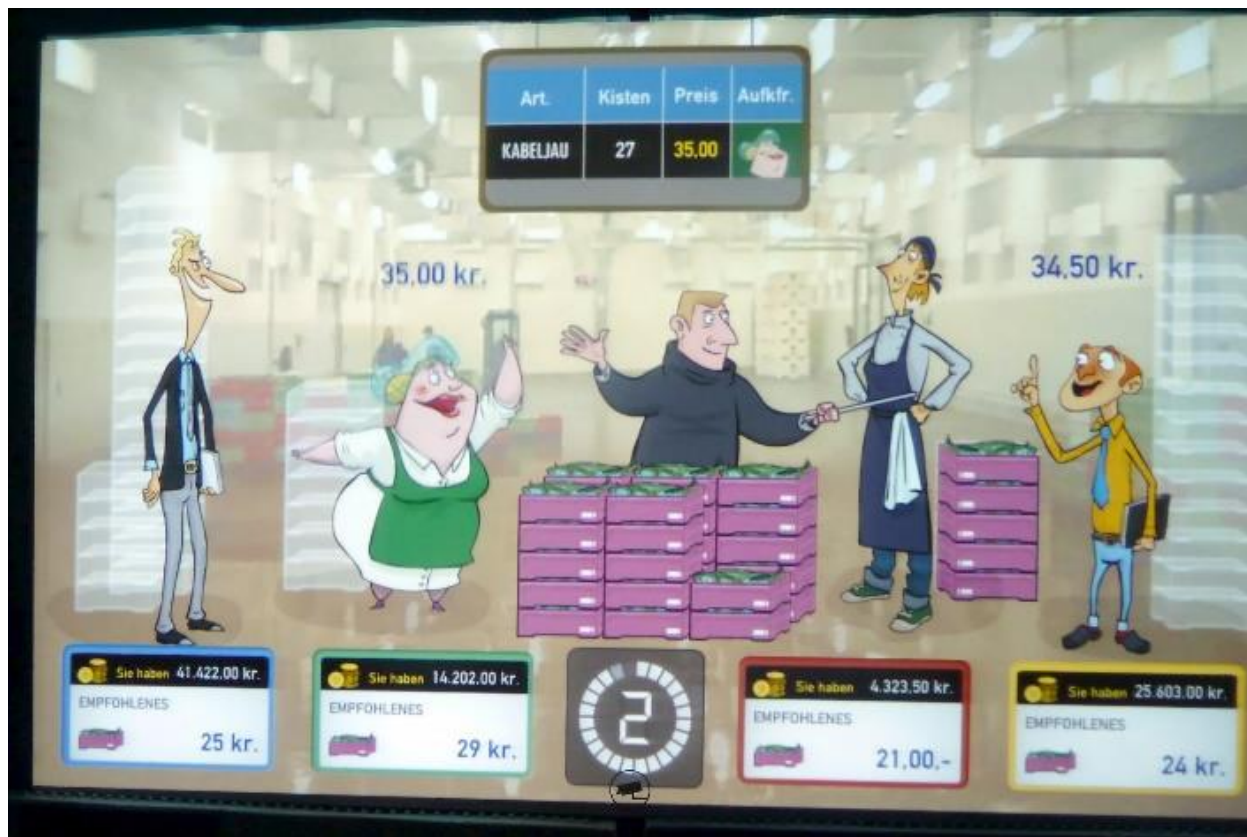 Art. Kisten Preis Aufkfr.
KABELJAU 27 35.00
35,00 kr.
34,50 kr.
Sie haben 41.422,00 kr.
EMPFOHLENES
25 kr.
Sie haben 14.202,00 kr.
EMPFOHLENES
29 kr.
2
Sie haben 4.323,50 kr.
EMPFOHLENES
21,00.-
Sie haben 25.603,00 kr.
EMPFOHLENES
24 kr.